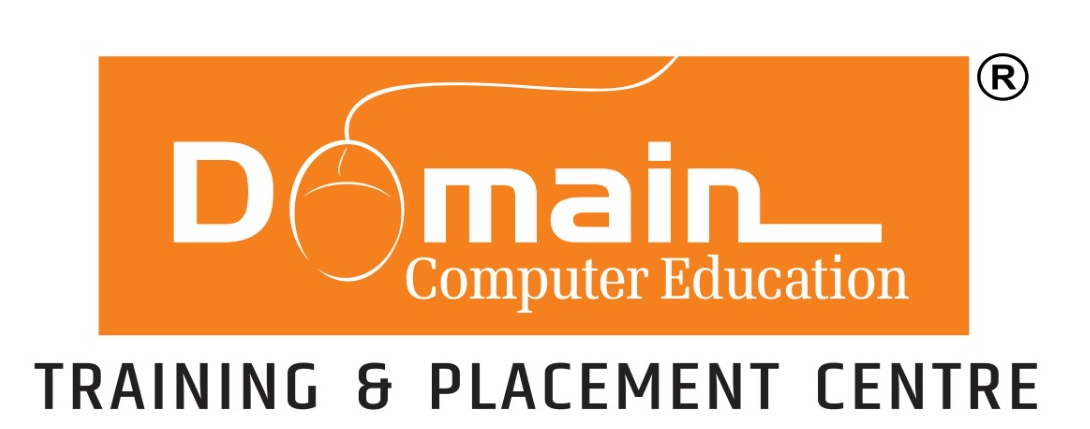 Domain ®
Computer Education
TRAINING & PLACEMENT CENTRE